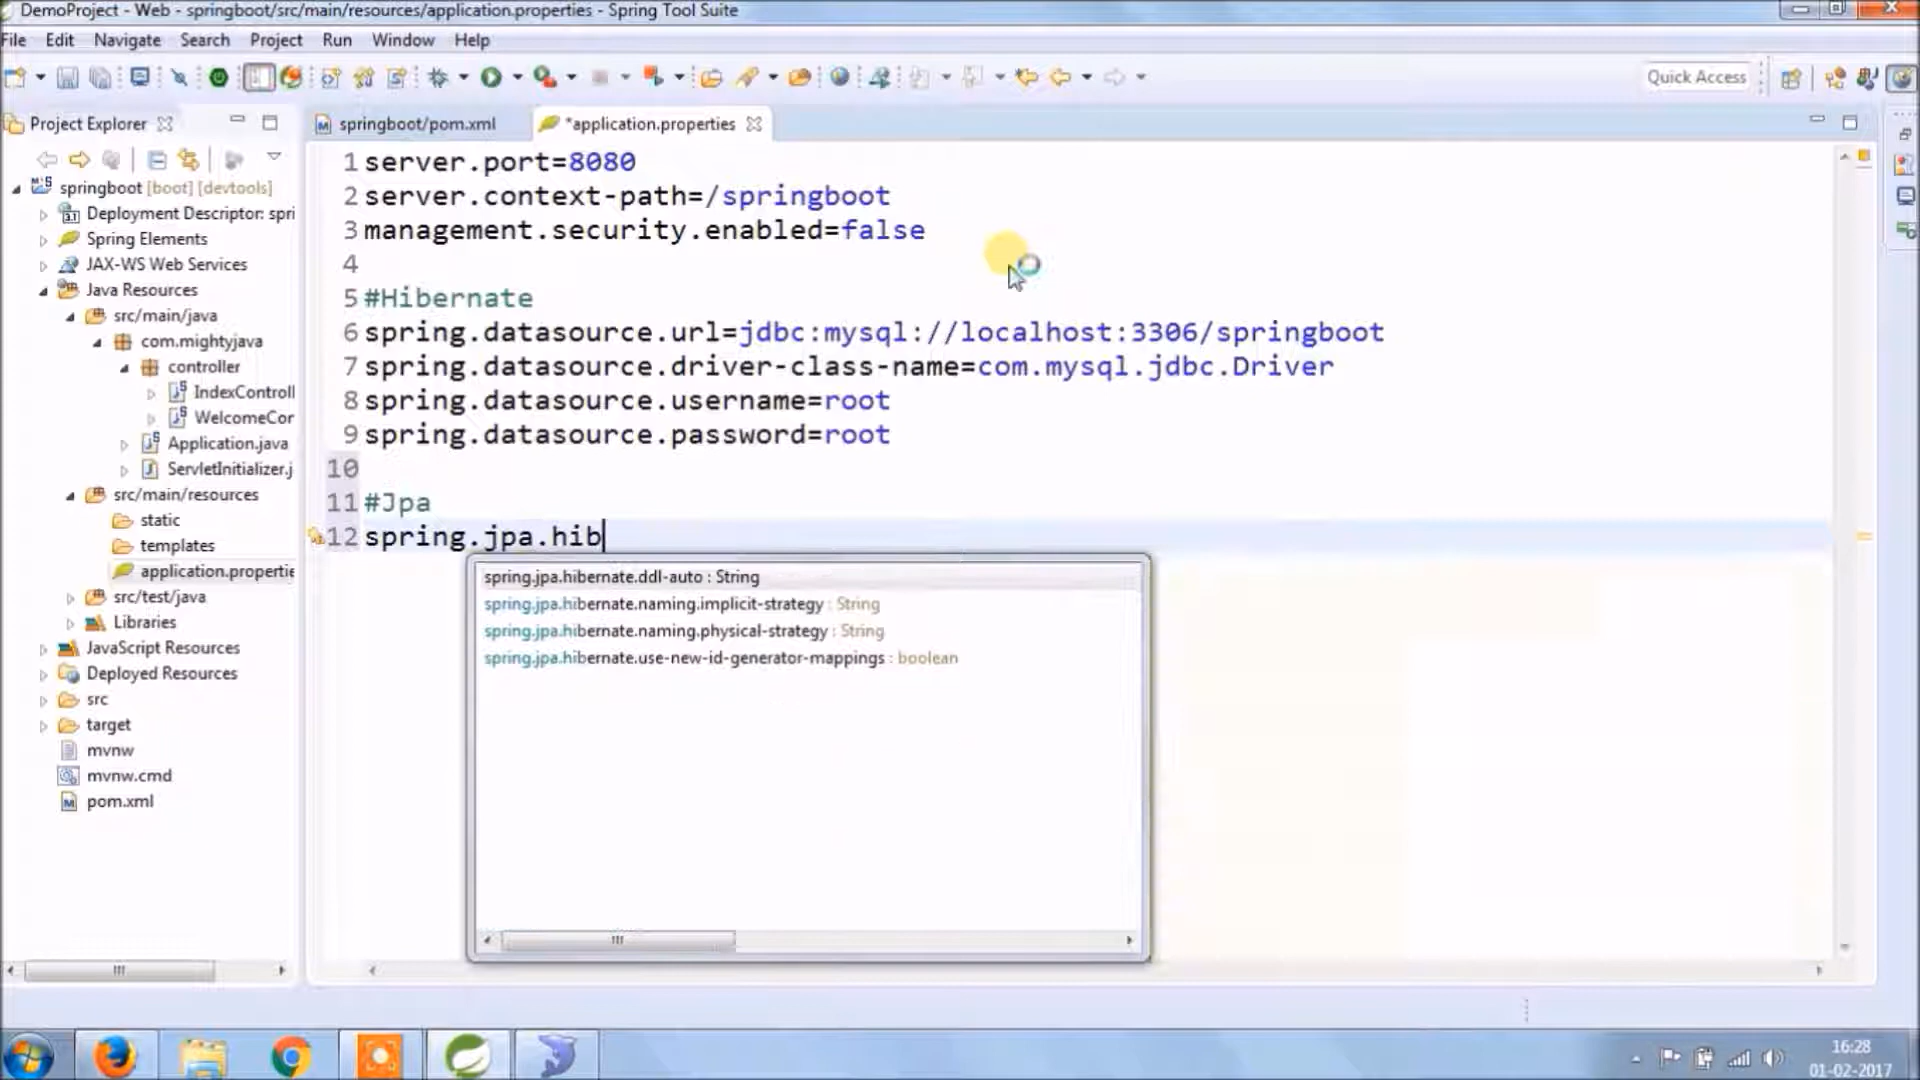 DemoProject - Web - springboot/src/main/resources/application.properties - Spring Tool Suite
File Edit Navigate Search Project Run Window Help
Quick Access
Project Explorer
springboot/pom.xml
*application.properties
springboot [boot] [devtools]
Deployment Descriptor: spri
Spring Elements
JAX-WS Web Services
Java Resources
src/main/java
com.mightyjava
controller
IndexControll
WelcomeCor
Application.java
ServletInitializer.j
src/main/resources
static
templates
application.propertie
src/test/java
Libraries
JavaScript Resources
Deployed Resources
src
target
mvnw
mvnw.cmd
pom.xml
1 server.port=8080
2 server.context-path=/springboot
3 management.security.enabled=false
4
5 #Hibernate
6 spring.datasource.url=jdbc:mysql://localhost:3306/springboot
7 spring.datasource.driver-class-name=com.mysql.jdbc.Driver
8 spring.datasource.username=root
9 spring.datasource.password=root
10
11 #Jpa
12 spring.jpa.hib
spring.jpa.hibernate.ddl-auto : String
spring.jpa.hibernate.naming.implicit-strategy : String
spring.jpa.hibernate.naming.physical-strategy : String
spring.jpa.hibernate.use-new-id-generator-mappings : boolean
16:28
01-02-2017